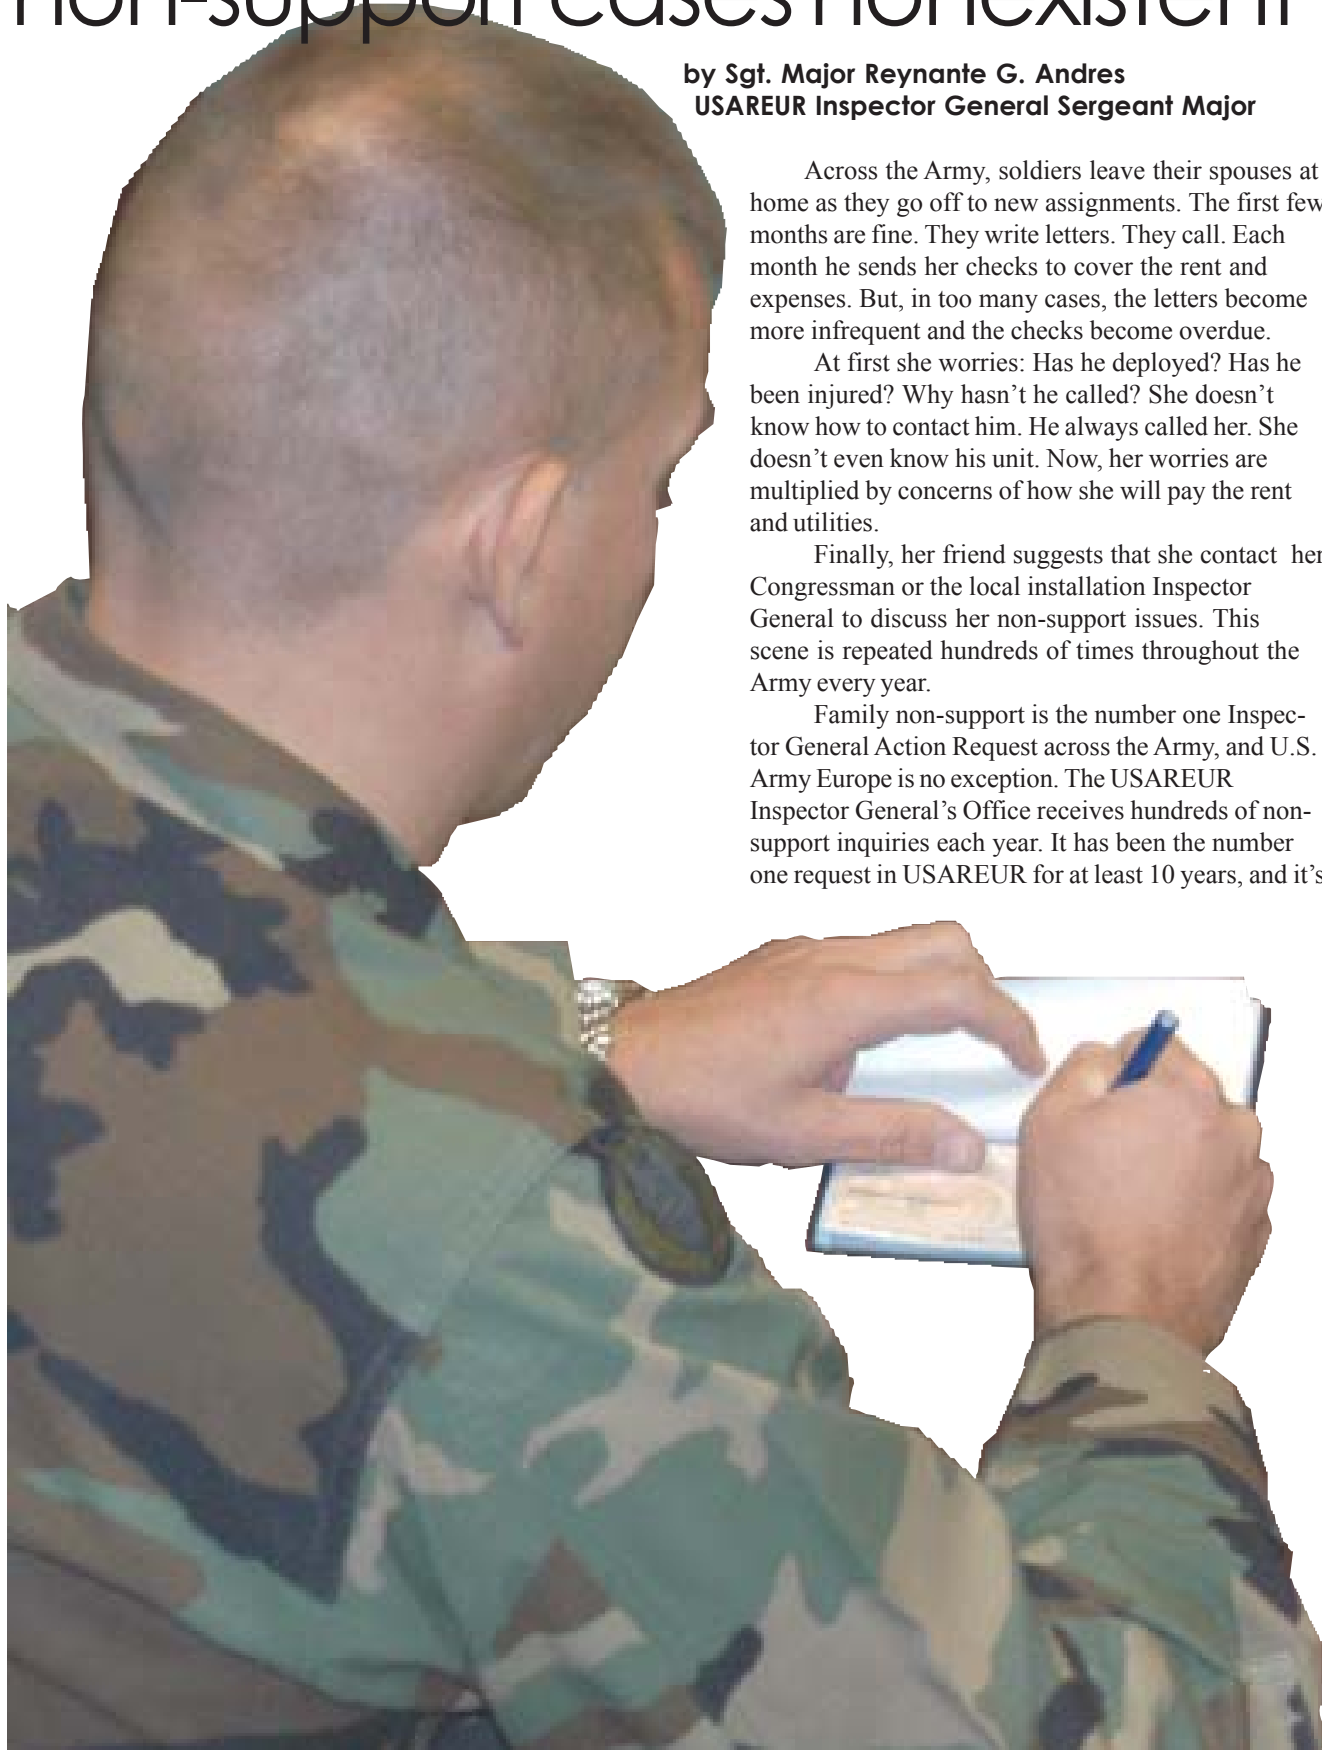 non-support cases nonexistent
by Sgt. Major Reynante G. Andres
USAREUR Inspector General Sergeant Major
Across the Army, soldiers leave their spouses at
home as they go off to new assignments. The first few
months are fine. They write letters. They call. Each
month he sends her checks to cover the rent and
expenses. But, in too many cases, the letters become
more infrequent and the checks become overdue.
At first she worries: Has he deployed? Has he
been injured? Why hasn’t he called? She doesn’t
know how to contact him. He always called her. She
doesn’t even know his unit. Now, her worries are
multiplied by concerns of how she will pay the rent
and utilities.
Finally, her friend suggests that she contact her
Congressman or the local installation Inspector
General to discuss her non-support issues. This
scene is repeated hundreds of times throughout the
Army every year.
Family non-support is the number one Inspec-
tor General Action Request across the Army, and U.S.
Army Europe is no exception. The USAREUR
Inspector General’s Office receives hundreds of non-
support inquiries each year. It has been the number
one request in USAREUR for at least 10 years, and it’s